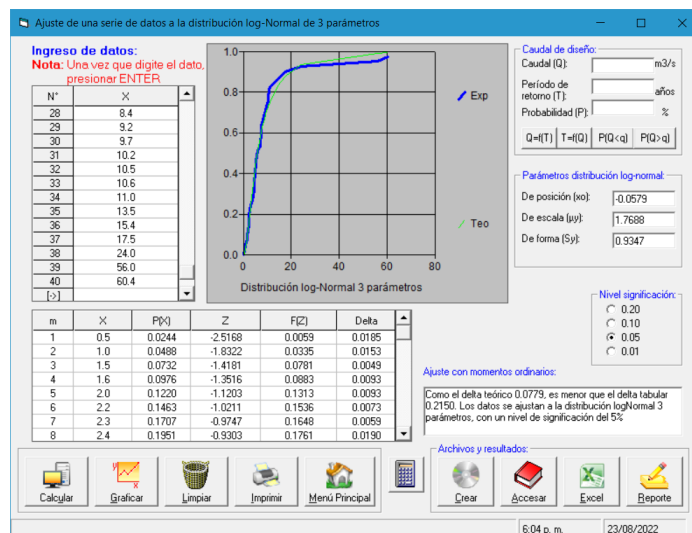 Ajuste de una serie de datos a la distribución log-Normal de 3 parámetros
Ingreso de datos:
Nota: Una vez que digite el dato,
presionar ENTER
N° X
28 8.4
29 9.2
30 9.7
31 10.2
32 10.5
33 10.6
34 11.0
35 13.5
36 15.4
37 17.5
38 24.0
39 56.0
40 60.4
[->]
1.0
0.8
0.6
0.4
0.2
0.0
0 20 40 60 80
Exp
Teo
Distribución log-Normal 3 parámetros
Caudal de diseño:
Caudal (Q): m3/s
Período de
retorno (T): años
Probabilidad (P): %
Q=f(T) T=f(Q) P(Q<q) P(Q>q)
Parámetros distribución log-normal:
De posición (xo): -0.0579
De escala (µy): 1.7688
De forma (Sy): 0.9347
Nivel significación:
0.20
0.10
0.05
0.01
m X P(X) Z F(Z) Delta
1 0.5 0.0244 -2.5168 0.0059 0.0185
2 1.0 0.0488 -1.8322 0.0335 0.0153
3 1.5 0.0732 -1.4181 0.0781 0.0049
4 1.6 0.0976 -1.3516 0.0883 0.0093
5 2.0 0.1220 -1.1203 0.1313 0.0093
6 2.2 0.1463 -1.0211 0.1536 0.0073
7 2.3 0.1707 -0.9747 0.1648 0.0059
8 2.4 0.1951 -0.9303 0.1761 0.0190
Ajuste con momentos ordinarios:
Como el delta teórico 0.0779, es menor que el delta tabular
0.2150. Los datos se ajustan a la distribución logNormal 3
parámetros, con un nivel de significación del 5%
Calcular Graficar Limpiar Imprimir Menú Principal
Archivos y resultados:
Crear Accesar Excel Reporte
6:04 p. m. 23/08/2022